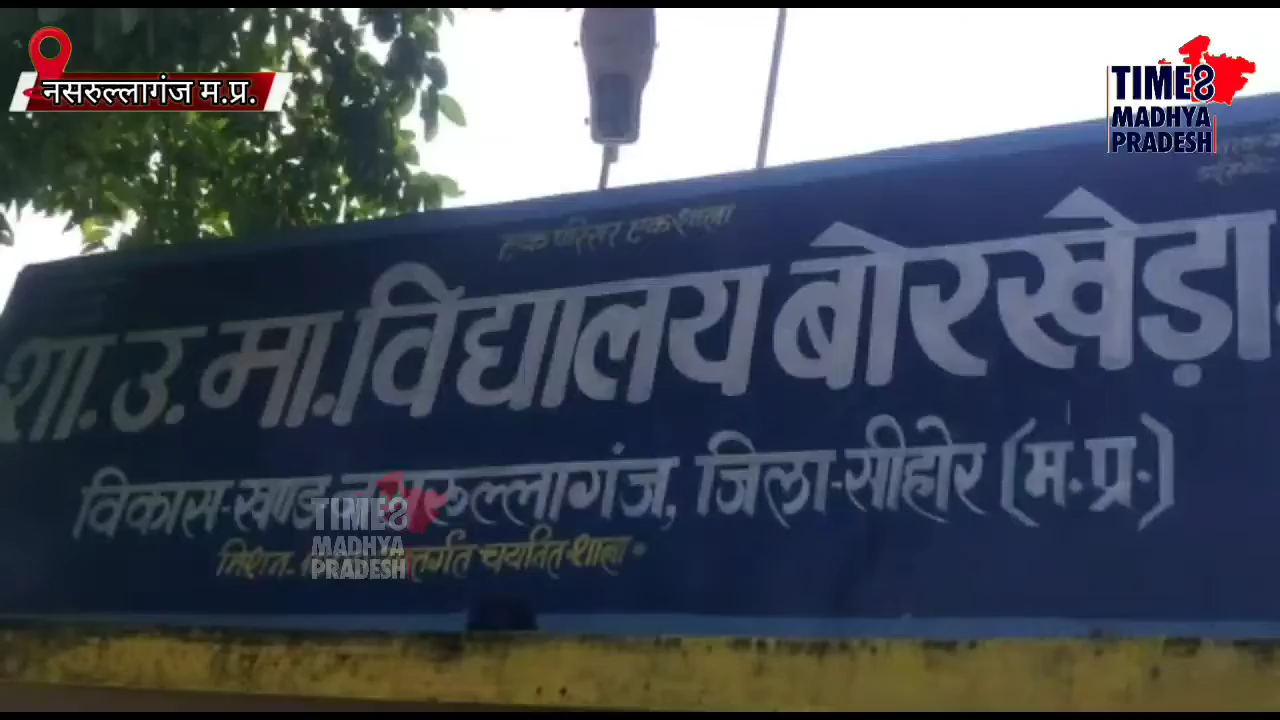 नसरुल्लागंज म.प्र.
TIME8
MADHYA
PRADESH
एक परिसर एक शाला
शा. उ. मा. विद्यालय बोरखेड़ा
विकास-खण्ड नसरुल्लागंज, जिला-सीहोर (म.प्र.)
TIME8
MADHYA
PRADESH
मिशन- अंतर्गत चयनित शाला